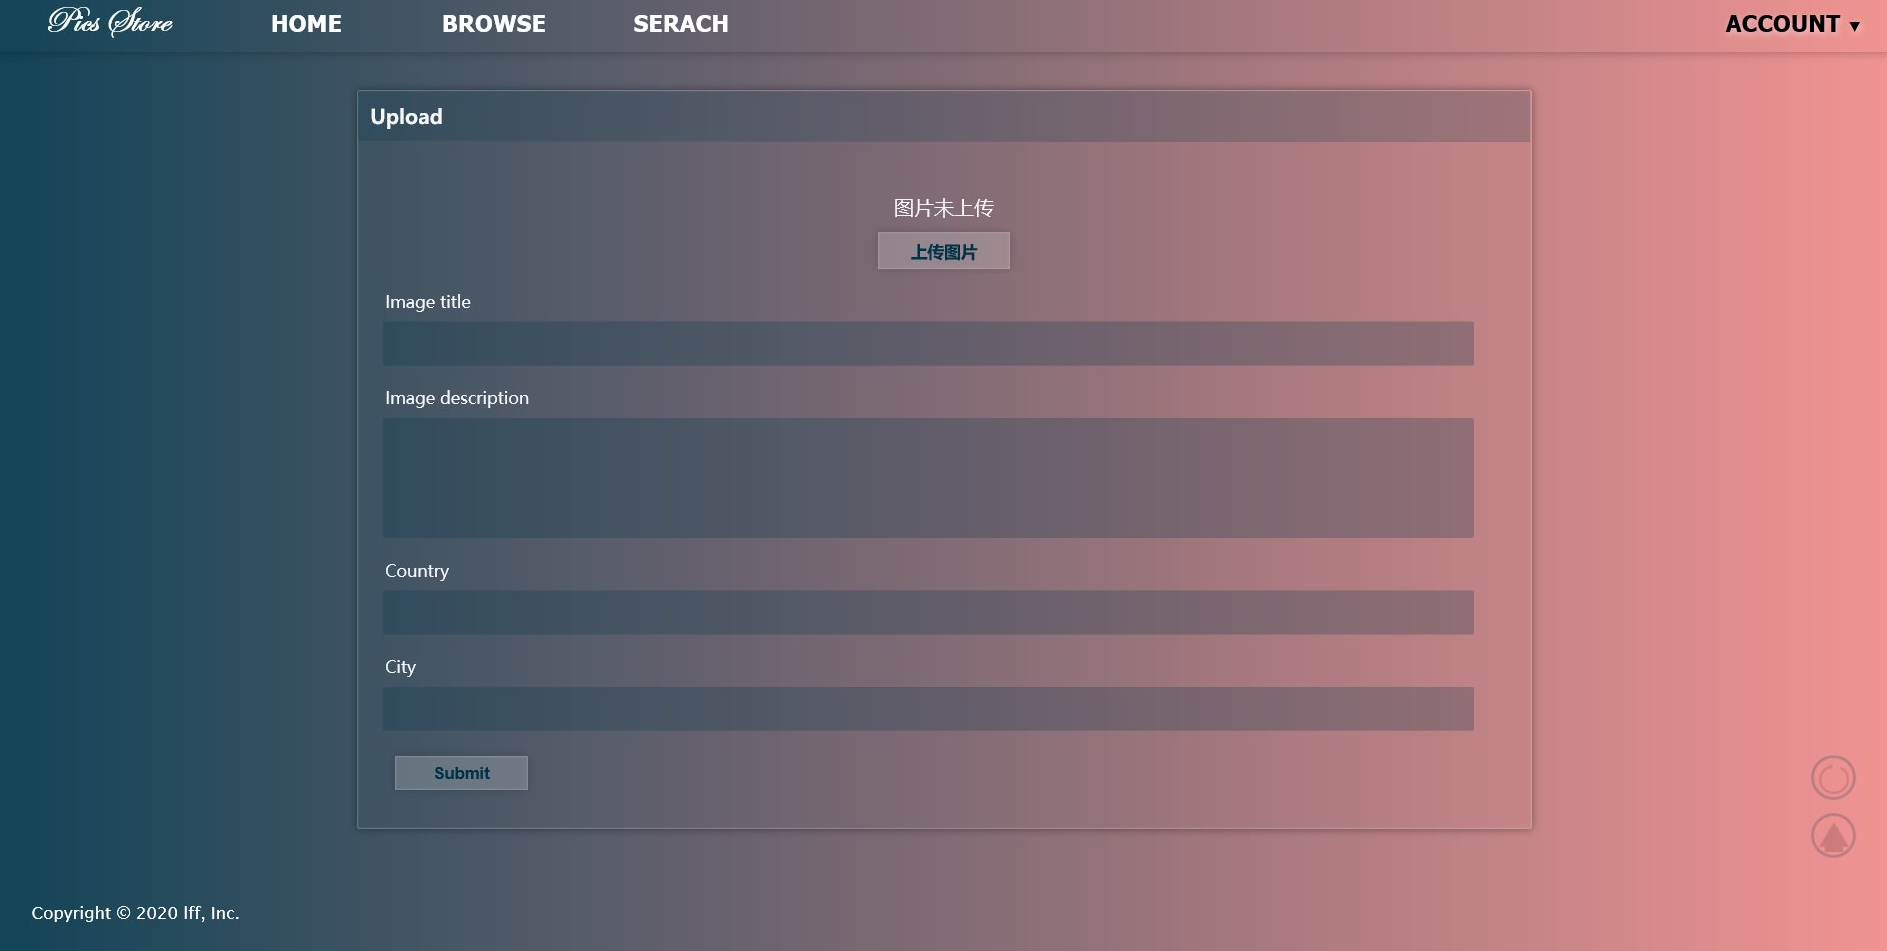 Pics Store
HOME
BROWSE
SERACH
ACCOUNT ▼
Upload
图片未上传
上传图片
Image title
Image description
Country
City
Submit
Copyright © 2020 lff, Inc.